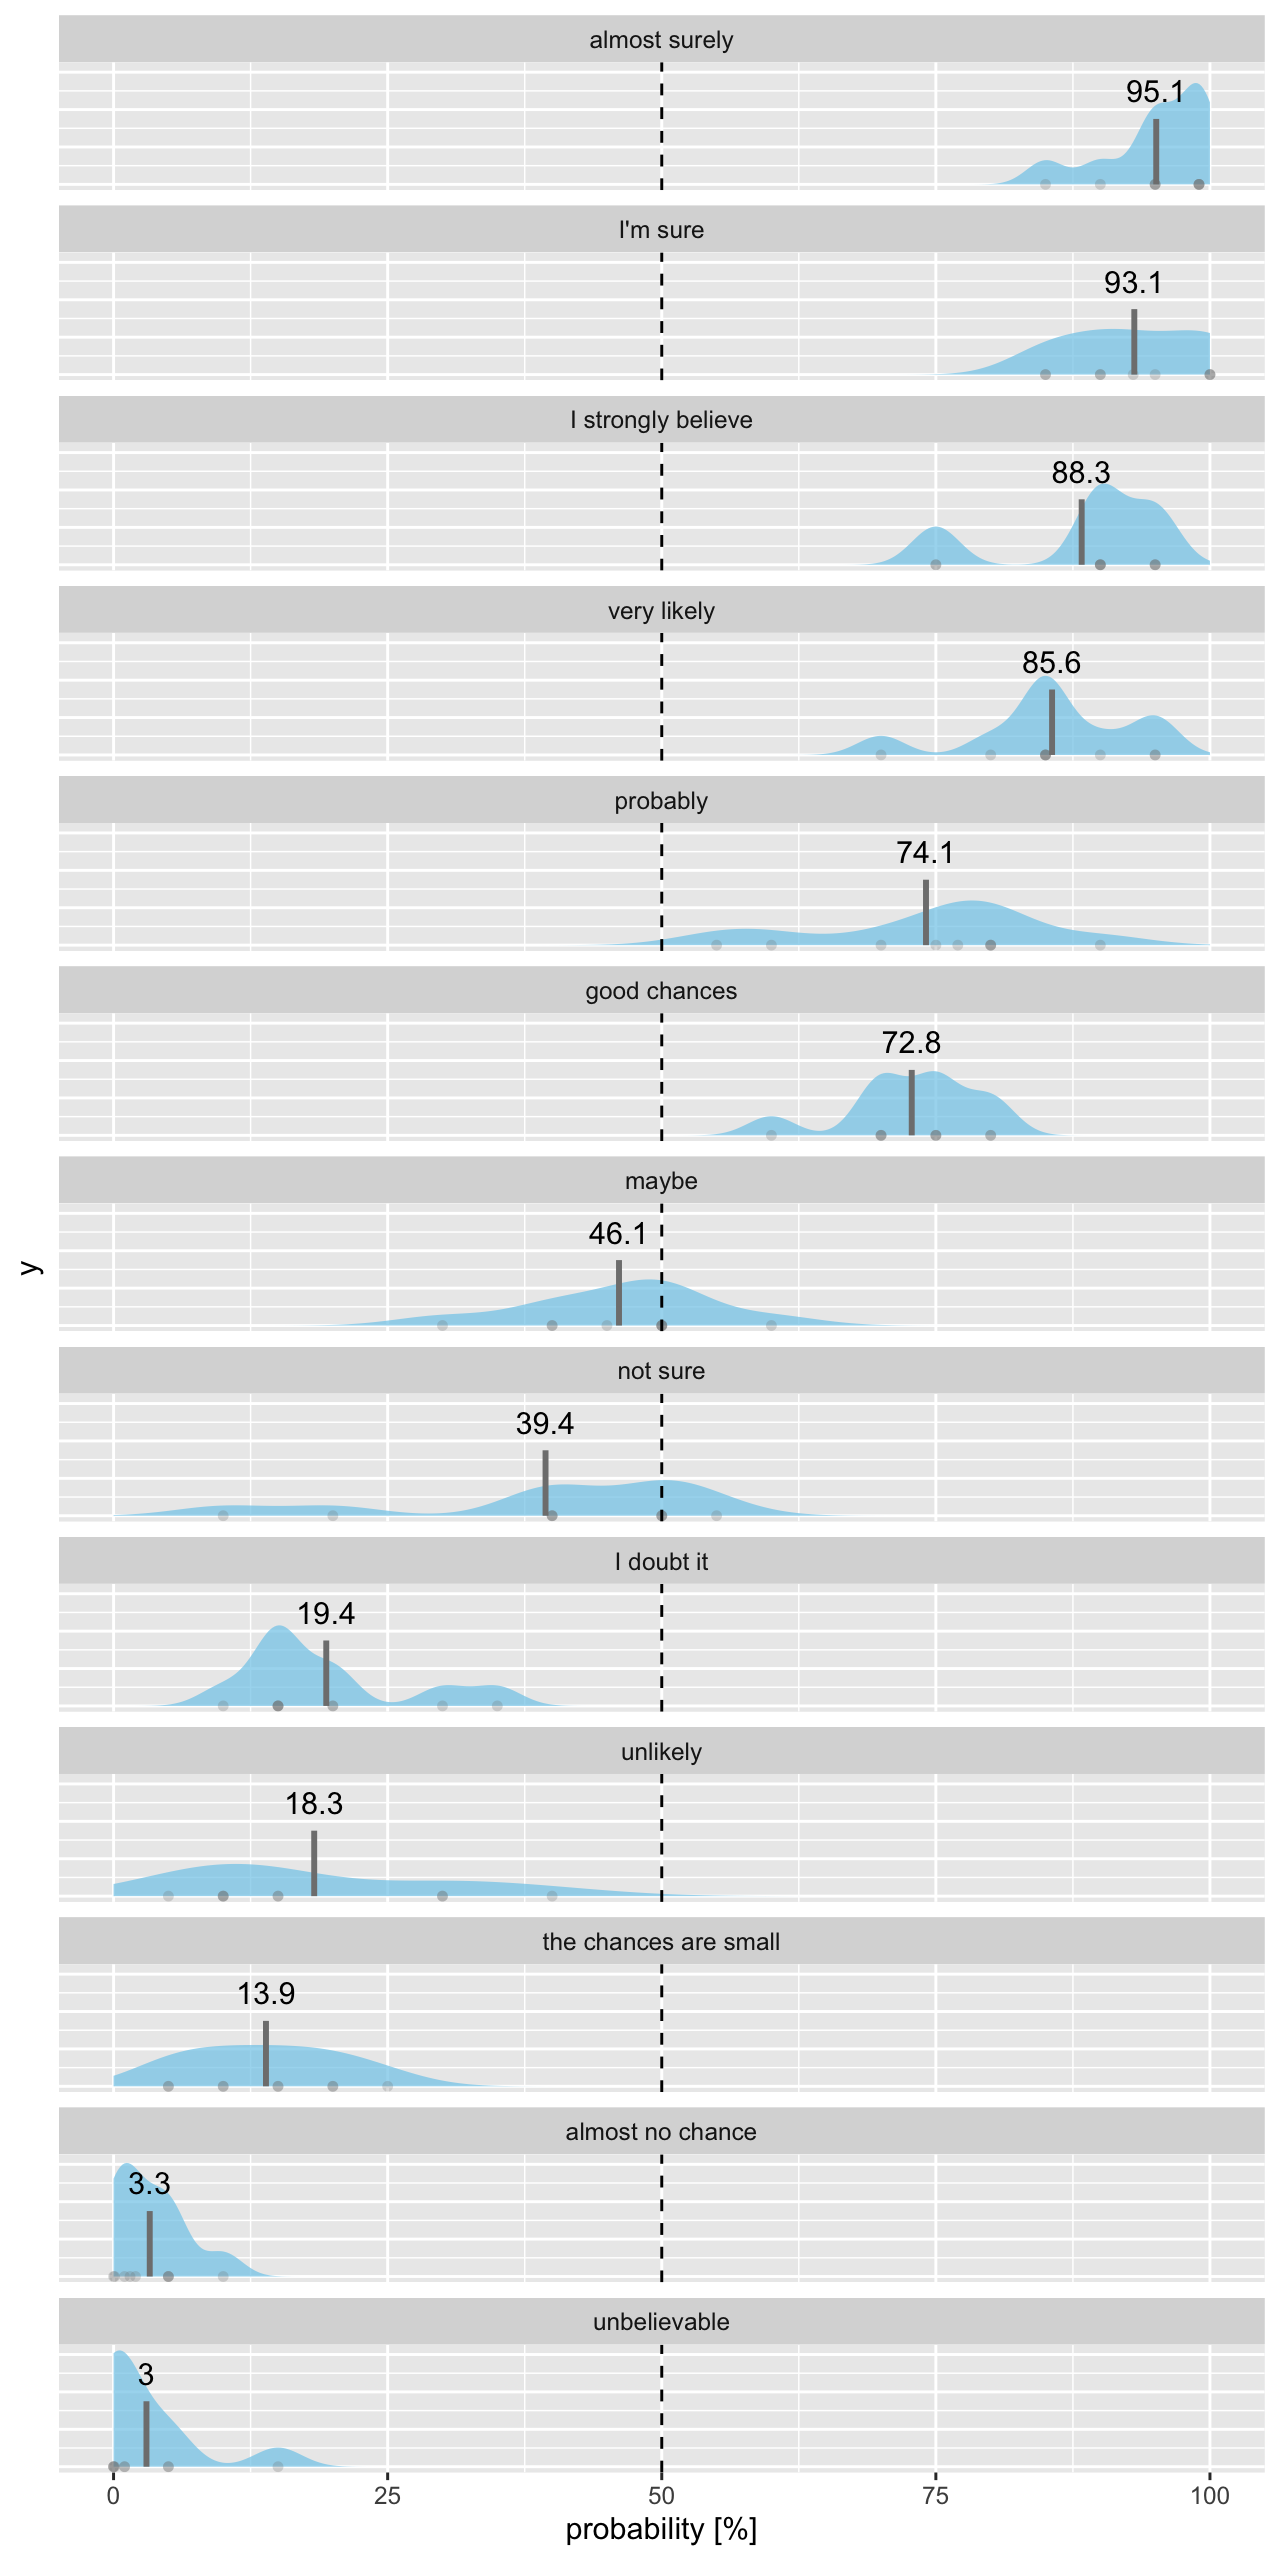 almost surely
95.1
I'm sure
93.1
I strongly believe
88.3
very likely
85.6
probably
74.1
good chances
72.8
maybe
46.1
y
not sure
39.4
I doubt it
19.4
unlikely
18.3
the chances are small
13.9
almost no chance
3.3
unbelievable
3
0 25 50 75 100
probability [%]